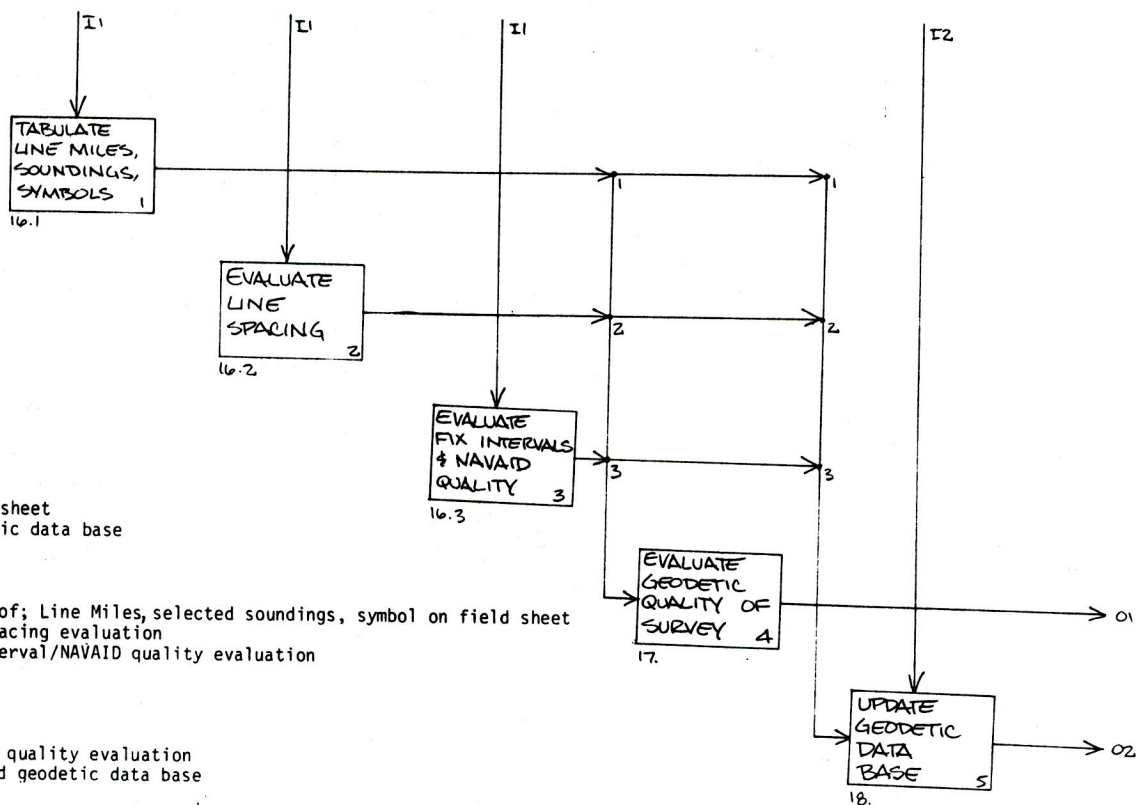 I1
I1
I1
I2
TABULATE
LINE MILES,
SOUNDINGS,
SYMBOLS
1
16.1
1
1
EVALUATE
LINE
SPACING
2
16.2
2
2
EVALUATE
FIX INTERVALS
& NAVAID
QUALITY
3
16.3
3
3
sheet
ic data base
of; Line Miles, selected soundings, symbol on field sheet
acing evaluation
erval/NAVAID quality evaluation
EVALUATE
GEODETIC
QUALITY OF
SURVEY
4
17.
O1
quality evaluation
d geodetic data base
UPDATE
GEODETIC
DATA
BASE
5
18.
O2